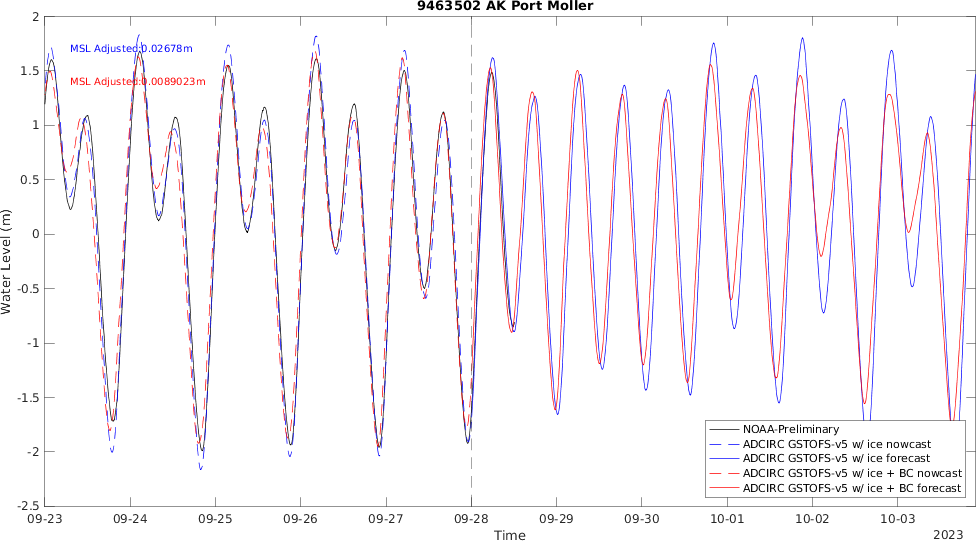 9463502 AK Port Moller
MSL Adjusted:0.02678m
MSL Adjusted:0.0089023m
Water Level (m)
2
1.5
1
0.5
0
-0.5
-1
-1.5
-2
-2.5
NOAA-Preliminary
ADCIRC GSTOFS-v5 w/ ice nowcast
ADCIRC GSTOFS-v5 w/ ice forecast
ADCIRC GSTOFS-v5 w/ ice + BC nowcast
ADCIRC GSTOFS-v5 w/ ice + BC forecast
09-23 09-24 09-25 09-26 09-27 09-28 09-29 09-30 10-01 10-02 10-03
Time
2023